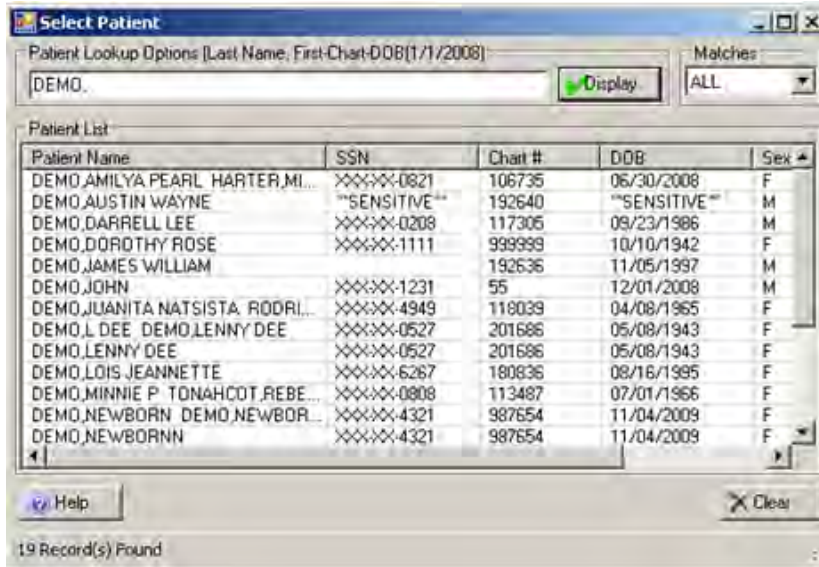 Select Patient
Patient Lookup Options [Last Name, First-Chart-DOB(1/1/2008)] Matches
DEMO, Display ALL
Patient List
Patient Name SSN Chart # DOB Sex
DEMO,AMILYA PEARL HARTER,MI... XXX-XX-0821 106735 06/30/2008 F
DEMO,AUSTIN WAYNE **SENSITIVE** 192640 **SENSITIVE** M
DEMO,DARRELL LEE XXX-XX-0209 117305 09/23/1986 M
DEMO,DOROTHY ROSE XXX-XX-1111 999999 10/10/1942 F
DEMO,JAMES WILLIAM 192636 11/05/1997 M
DEMO,JOHN XXX-XX-1231 55 12/01/2008 M
DEMO,JUANITA NATSISTA RODRI... XXX-XX-4949 118039 04/08/1965 F
DEMO,L DEE DEMO,LENNY DEE XXX-XX-0527 201686 05/08/1943 F
DEMO,LENNY DEE XXX-XX-0527 201686 05/08/1943 F
DEMO,LOIS JEANNETTE XXX-XX-6267 180836 08/16/1995 F
DEMO,MINNIE P TONAHCOT,REBE... XXX-XX-0808 113487 07/01/1966 F
DEMO,NEWBORN DEMO,NEWBOR... XXX-XX-4321 987654 11/04/2009 F
DEMO,NEWBORNN XXX-XX-4321 987654 11/04/2009 F
Help Clear
19 Record(s) Found